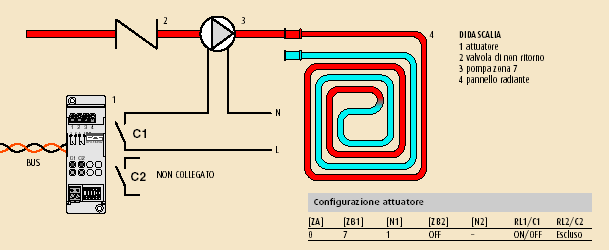 2
3
4
DIDASCALIA
1 attuatore
2 valvola di non ritorno
3 pompa zona 7
4 pannello radiante
1
N
C1
L
BUS
C2 NON COLLEGATO
Configurazione attuatore
[ZA] [ZB1] [N1] [ZB2] [N2] RL1/C1 RL2/C2
0 7 1 OFF - ON/OFF Escluso